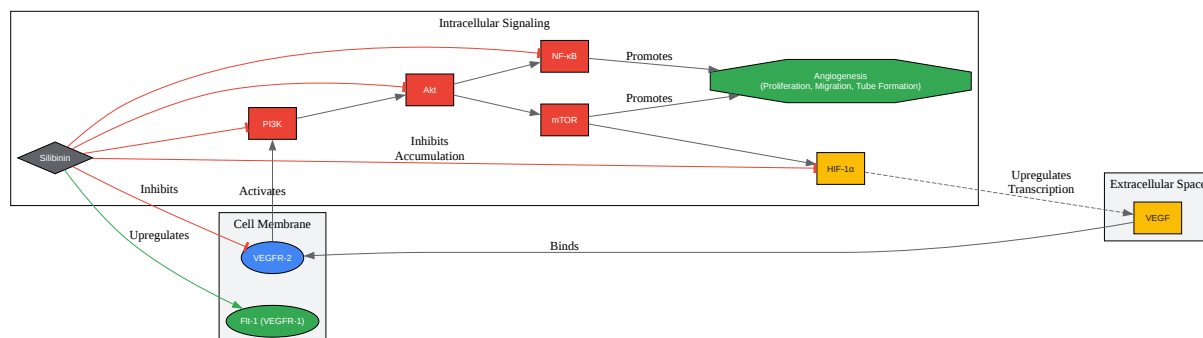 Intracellular Signaling
NF-κB
Promotes
Angiogenesis
(Proliferation, Migration, Tube Formation)
Akt
Promotes
PI3K
mTOR
Inhibits
Accumulation
Silibinin
HIF-1α
Upregulates
Transcription
Extracellular Space
Inhibits
Activates
VEGF
Cell Membrane
Upregulates
Binds
VEGFR-2
Flt-1 (VEGFR-1)